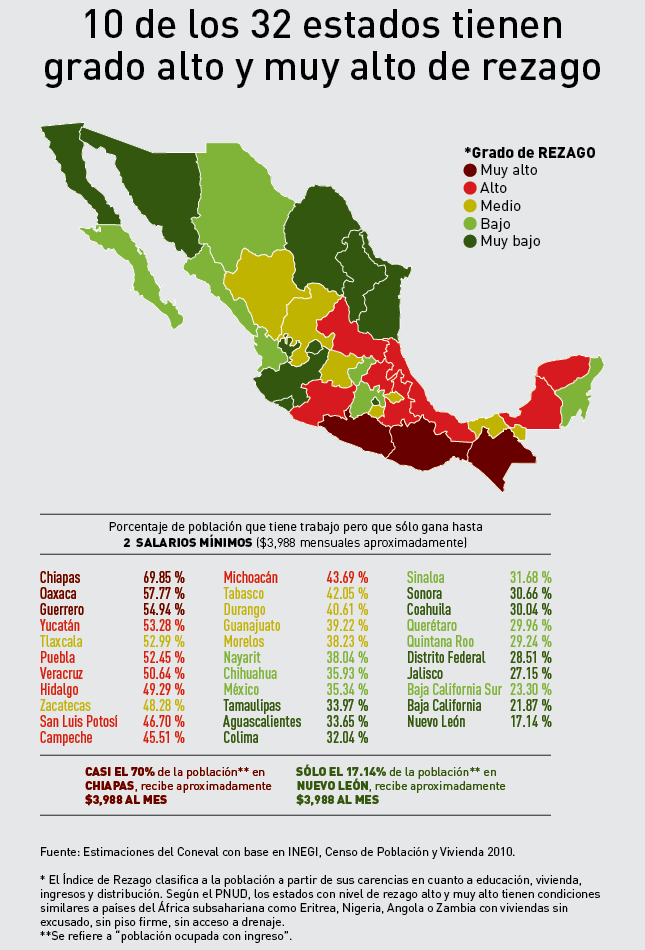 10 de los 32 estados tienen
grado alto y muy alto de rezago
*Grado de REZAGO
Muy alto
Alto
Medio
Bajo
Muy bajo
Porcentaje de población que tiene trabajo pero que sólo gana hasta
2 SALARIOS MÍNIMOS ($3,988 mensuales aproximadamente)
Chiapas 69.85 %
Oaxaca 57.77 %
Guerrero 54.94 %
Yucatán 53.28 %
Tlaxcala 52.99 %
Puebla 52.45 %
Veracruz 50.64 %
Hidalgo 49.29 %
Zacatecas 48.28 %
San Luis Potosí 46.70 %
Campeche 45.51 %
Michoacán 43.69 %
Tabasco 42.05 %
Durango 40.61 %
Guanajuato 39.22 %
Morelos 38.23 %
Nayarit 38.04 %
Chihuahua 35.93 %
México 35.34 %
Tamaulipas 33.97 %
Aguascalientes 33.65 %
Colima 32.04 %
Sinaloa 31.68 %
Sonora 30.66 %
Coahuila 30.04 %
Querétaro 29.96 %
Quintana Roo 29.24 %
Distrito Federal 28.51 %
Jalisco 27.15 %
Baja California Sur 23.30 %
Baja California 21.87 %
Nuevo León 17.14 %
CASI EL 70% de la población** en
CHIAPAS, recibe aproximadamente
$3,988 AL MES
SÓLO EL 17.14% de la población** en
NUEVO LEÓN, recibe aproximadamente
$3,988 AL MES
Fuente: Estimaciones del Coneval con base en INEGI, Censo de Población y Vivienda 2010.
* El Índice de Rezago clasifica a la población a partir de sus carencias en cuanto a educación, vivienda,
ingresos y distribución. Según el PNUD, los estados con nivel de rezago alto y muy alto tienen condiciones
similares a países del África subsahariana como Eritrea, Nigeria, Angola o Zambia con viviendas sin
excusado, sin piso firme, sin acceso a drenaje.
**Se refiere a "población ocupada con ingreso".